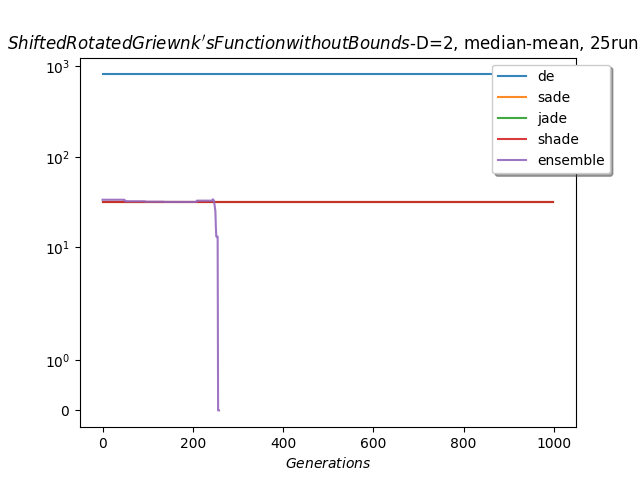 ShiftedRotatedGriewnk'sFunctionwithoutBounds-D=2, median-mean, 25run
10³
10²
10¹
10⁰
0
de
sade
jade
shade
ensemble
0 200 400 600 800 1000
Generations